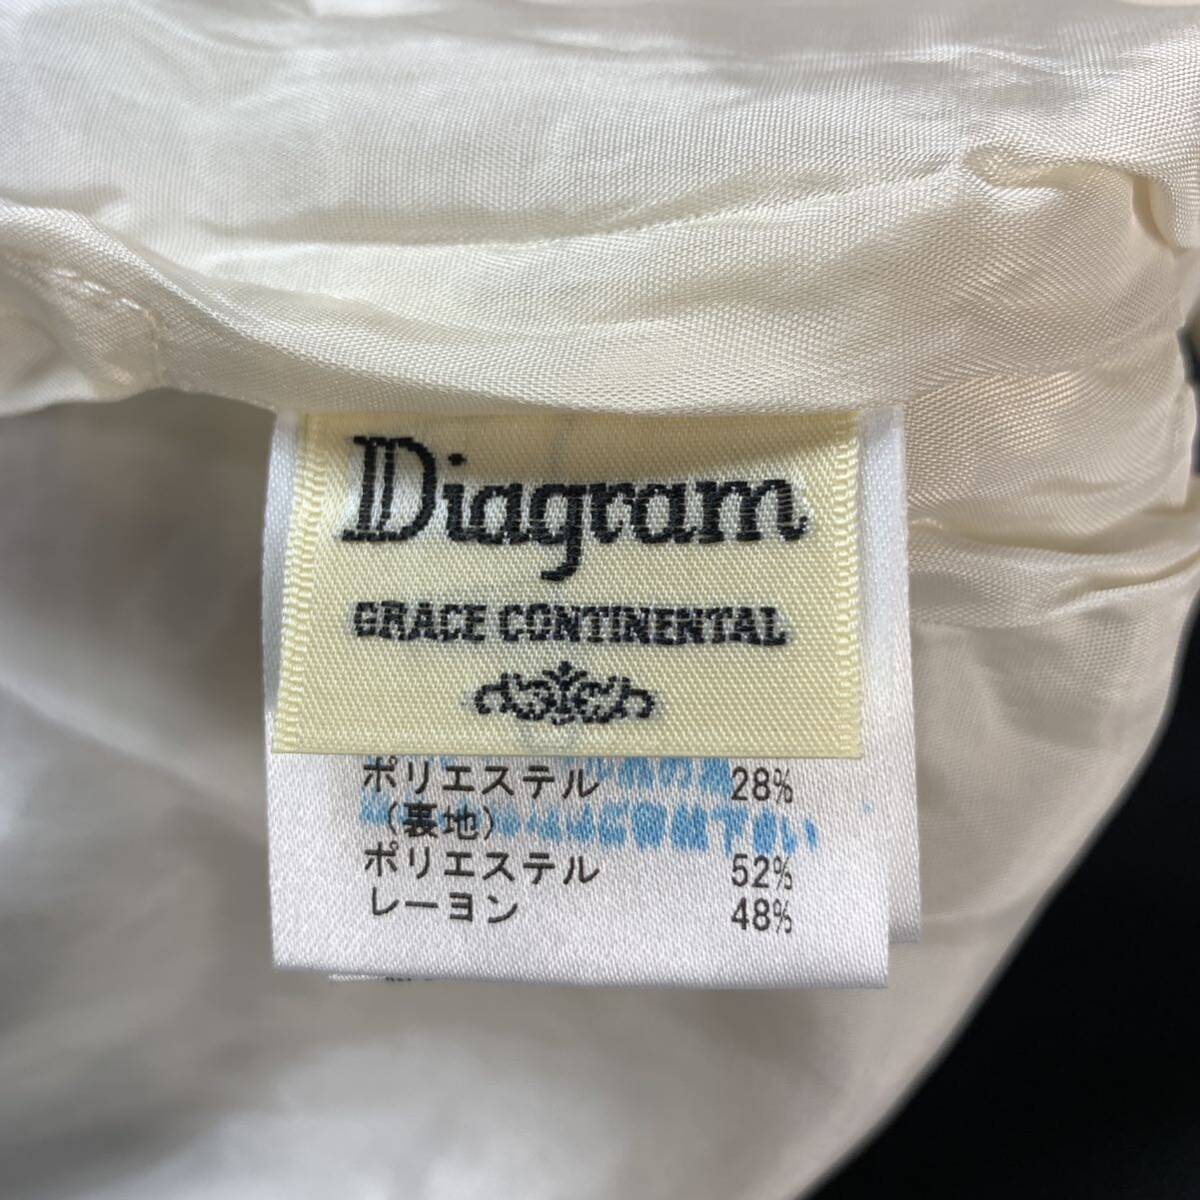 Diagram
GRACE CONTINENTAL
ポリエステル 28%
(裏地)
ポリエステル 52%
レーヨン 48%